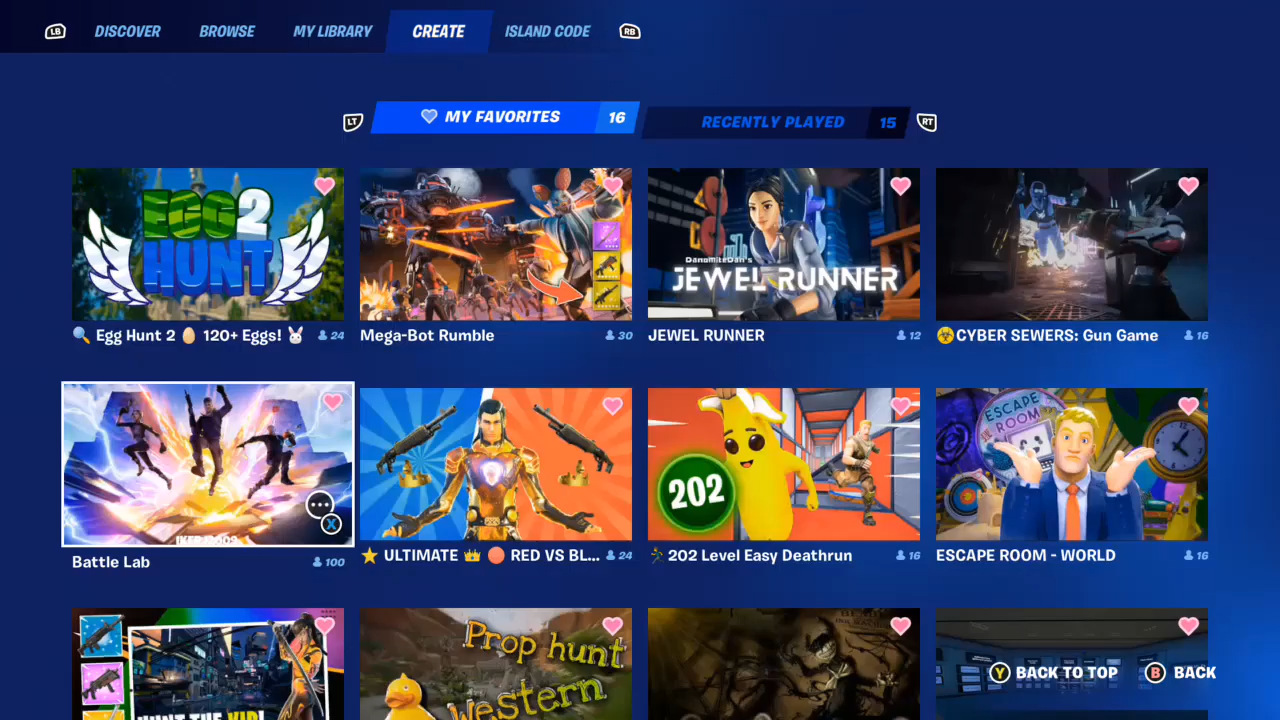 LB DISCOVER BROWSE MY LIBRARY CREATE ISLAND CODE RB
LT MY FAVORITES 16 RECENTLY PLAYED 15 RT
EGG 2
HUNT
DanomiteDan's
JEWEL RUNNER
🔍 Egg Hunt 2 🥚 120+ Eggs! 🐰 24
Mega-Bot Rumble 30
JEWEL RUNNER 12
☣CYBER SEWERS: Gun Game 16
X
202
ESCAPE
ROOM
Battle Lab 100
⭐ ULTIMATE 👑 🔴 RED VS BL... 24
🏃 202 Level Easy Deathrun 16
ESCAPE ROOM - WORLD 16
HUNT THE
Prop hunt
Western
Y BACK TO TOP B BACK